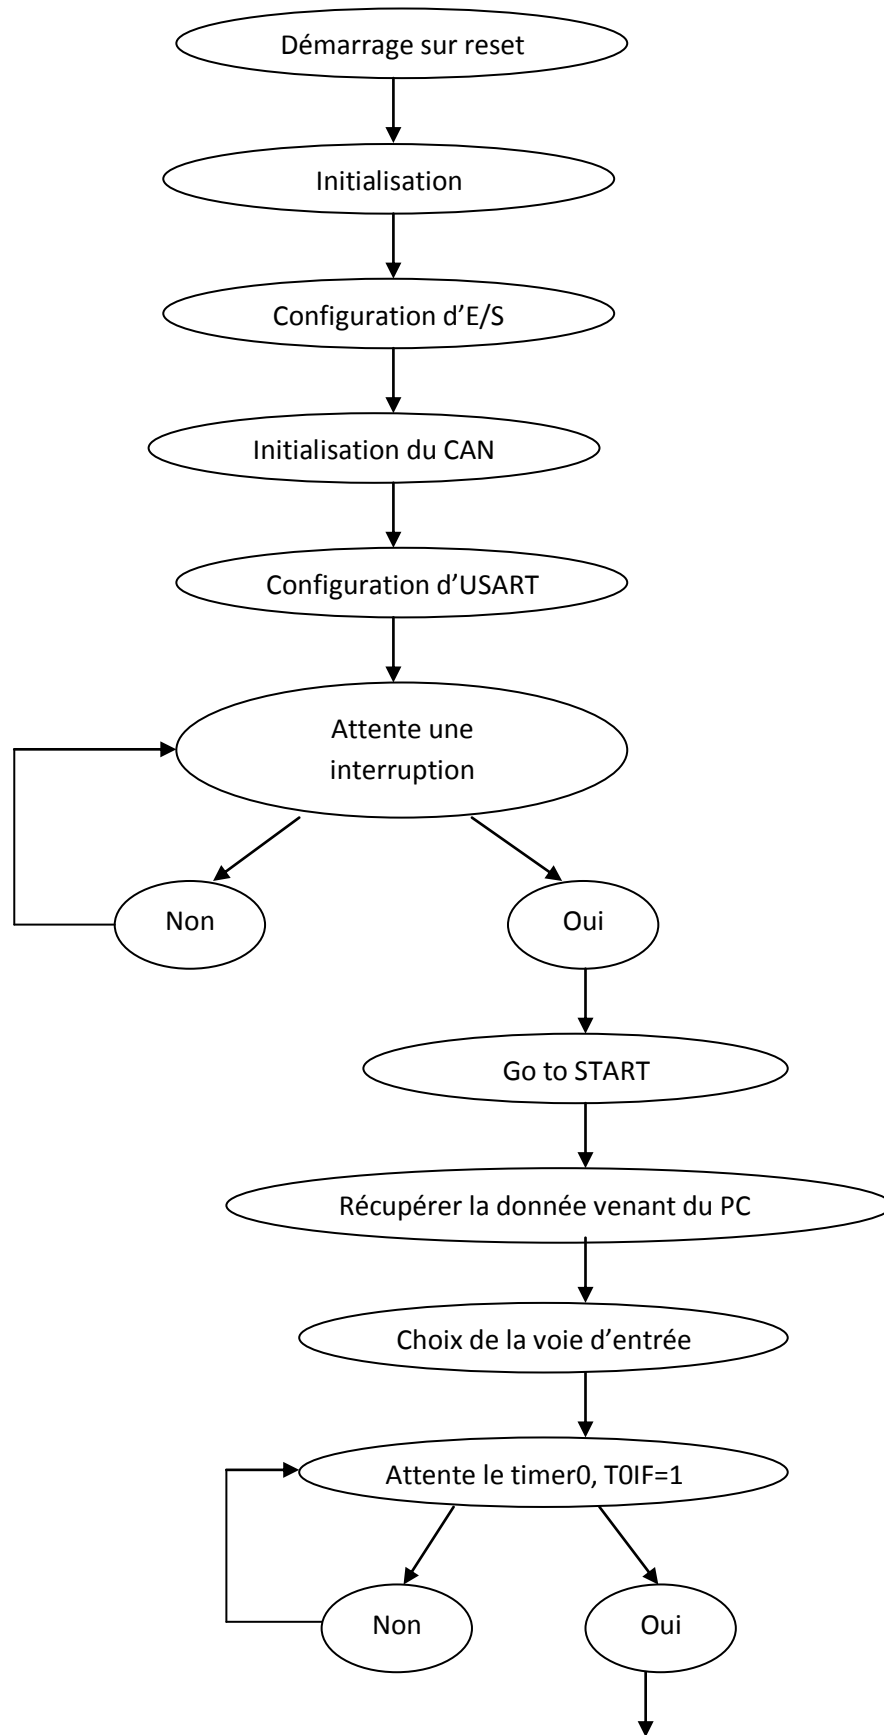 Démarrage sur reset
Initialisation
Configuration d’E/S
Initialisation du CAN
Configuration d’USART
Attente une
interruption
Non
Oui
Go to START
Récupérer la donnée venant du PC
Choix de la voie d’entrée
Attente le timer0, T0IF=1
Non
Oui